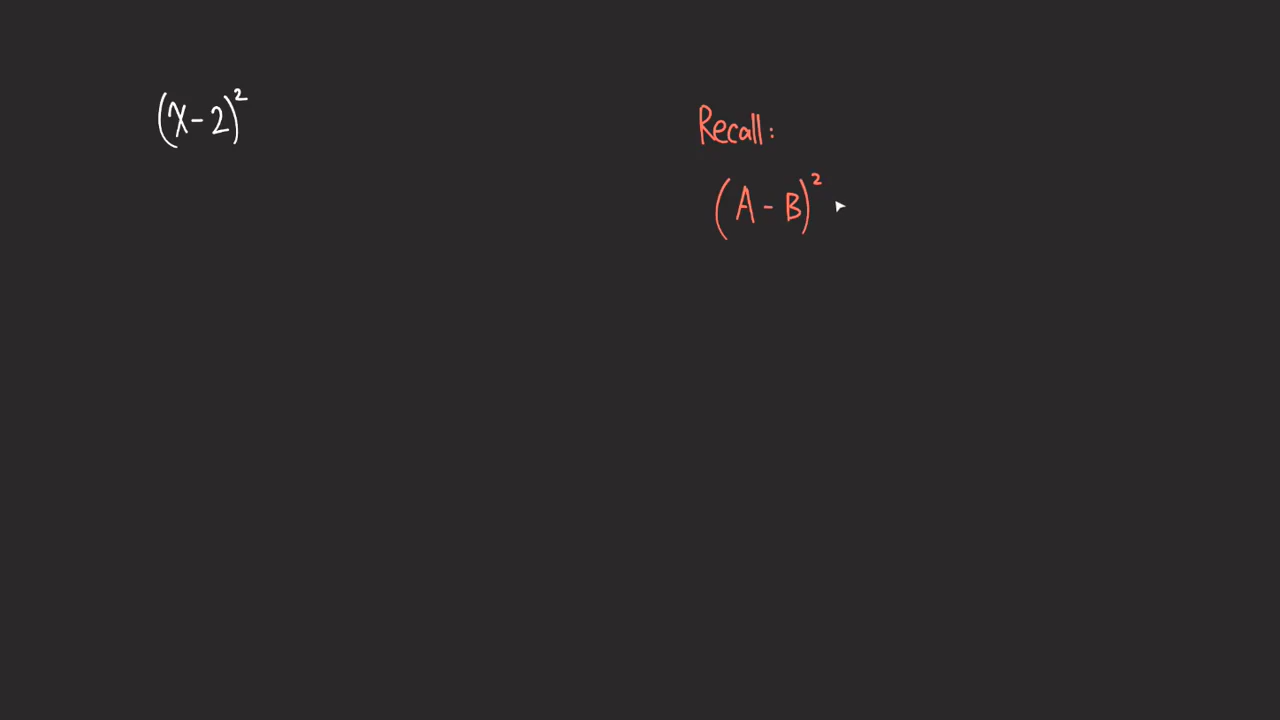 (x-2)²
Recall:
(A - B)²